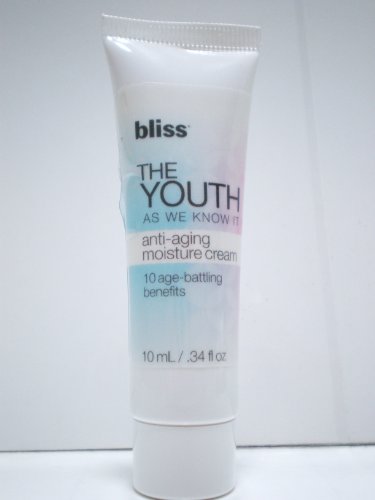 bliss
THE
YOUTH
AS WE KNOW IT
anti-aging
moisture cream
10 age-battling
benefits
10 mL / .34 fl oz